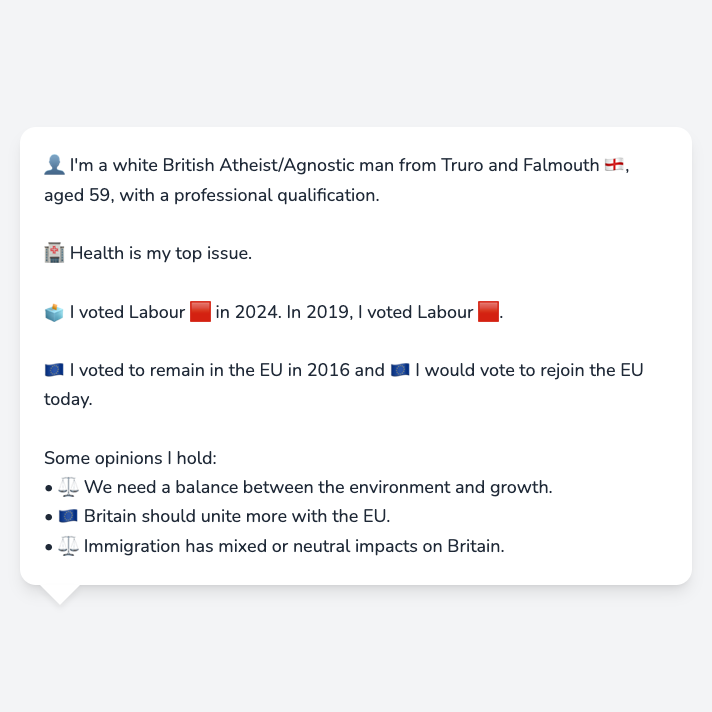 👤 I'm a white British Atheist/Agnostic man from Truro and Falmouth 🏴󠁧󠁢󠁥󠁮󠁧󠁿,
aged 59, with a professional qualification.
🏥 Health is my top issue.
🗳️ I voted Labour 🟥 in 2024. In 2019, I voted Labour 🟥.
🇪🇺 I voted to remain in the EU in 2016 and 🇪🇺 I would vote to rejoin the EU
today.
Some opinions I hold:
• ⚖️ We need a balance between the environment and growth.
• 🇪🇺 Britain should unite more with the EU.
• ⚖️ Immigration has mixed or neutral impacts on Britain.